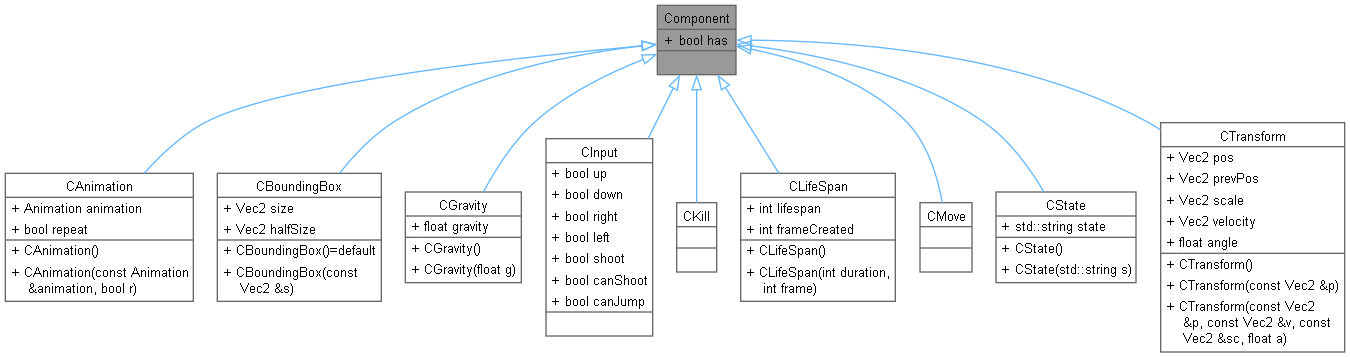 Component
+ bool has
CAnimation
+ Animation animation
+ bool repeat
+ CAnimation()
+ CAnimation(const Animation
&animation, bool r)
CBoundingBox
+ Vec2 size
+ Vec2 halfSize
+ CBoundingBox()=default
+ CBoundingBox(const
Vec2 &s)
CGravity
+ float gravity
+ CGravity()
+ CGravity(float g)
CInput
+ bool up
+ bool down
+ bool right
+ bool left
+ bool shoot
+ bool canShoot
+ bool canJump
CKill
CLifeSpan
+ int lifespan
+ int frameCreated
+ CLifeSpan()
+ CLifeSpan(int duration,
int frame)
CMove
CState
+ std::string state
+ CState()
+ CState(std::string s)
CTransform
+ Vec2 pos
+ Vec2 prevPos
+ Vec2 scale
+ Vec2 velocity
+ float angle
+ CTransform()
+ CTransform(const Vec2 &p)
+ CTransform(const Vec2
&p, const Vec2 &v, const
Vec2 &sc, float a)